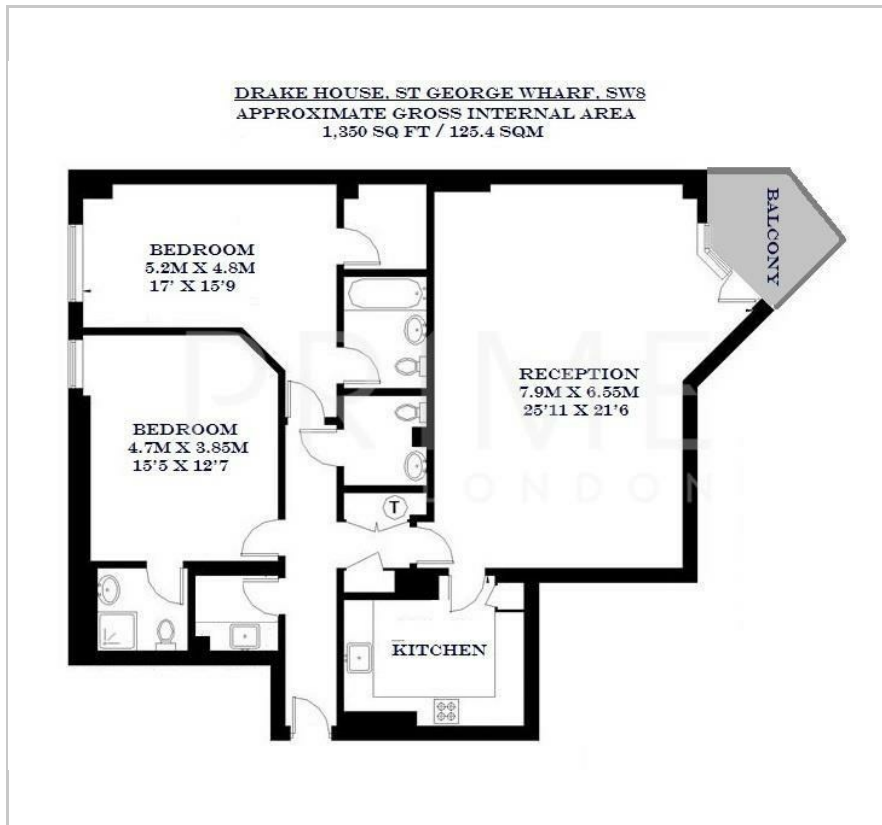 DRAKE HOUSE, ST GEORGE WHARF, SW8
APPROXIMATE GROSS INTERNAL AREA
1,350 SQ FT / 125.4 SQM
BALCONY
BEDROOM
5.2M X 4.8M
17' X 15'9
RECEPTION
7.9M X 6.55M
25'11 X 21'6
BEDROOM
4.7M X 3.85M
15'5 X 12'7
PRIME
LONDON
T
KITCHEN